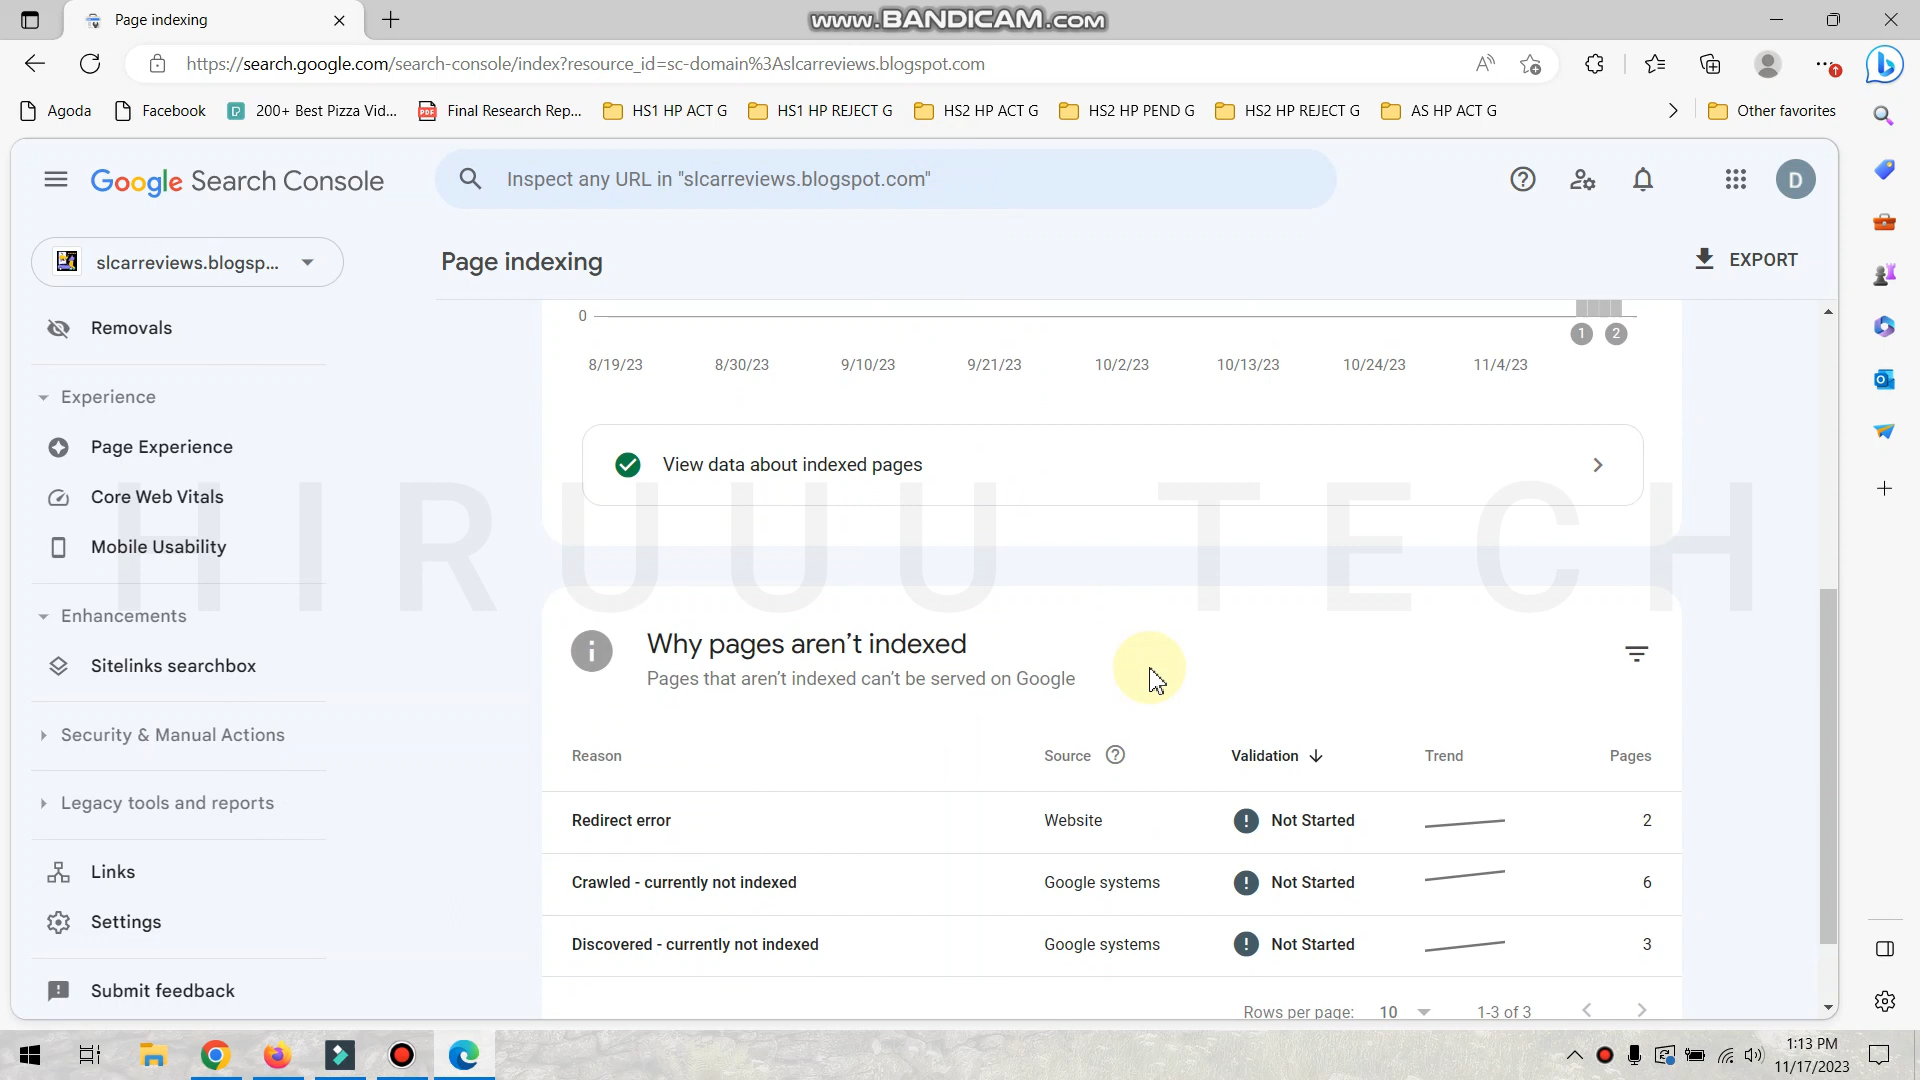 Page indexing
www.BANDICAM.com
https://search.google.com/search-console/index?resource_id=sc-domain%3Aslcarreviews.blogspot.com
Agoda
Facebook
200+ Best Pizza Vid...
Final Research Rep...
HS1 HP ACT G
HS1 HP REJECT G
HS2 HP ACT G
HS2 HP PEND G
HS2 HP REJECT G
AS HP ACT G
Other favorites
Google Search Console
Inspect any URL in "slcarreviews.blogspot.com"
D
slcarreviews.blogsp...
Page indexing
EXPORT
Removals
Experience
Page Experience
Core Web Vitals
Mobile Usability
Enhancements
Sitelinks searchbox
Security & Manual Actions
Legacy tools and reports
Links
Settings
Submit feedback
0
1 2
8/19/23 8/30/23 9/10/23 9/21/23 10/2/23 10/13/23 10/24/23 11/4/23
View data about indexed pages
HIRUUU TECH
Why pages aren't indexed
Pages that aren't indexed can't be served on Google
Reason Source Validation Trend Pages
Redirect error Website Not Started 2
Crawled - currently not indexed Google systems Not Started 6
Discovered - currently not indexed Google systems Not Started 3
Rows per page: 10 1-3 of 3
1:13 PM
11/17/2023